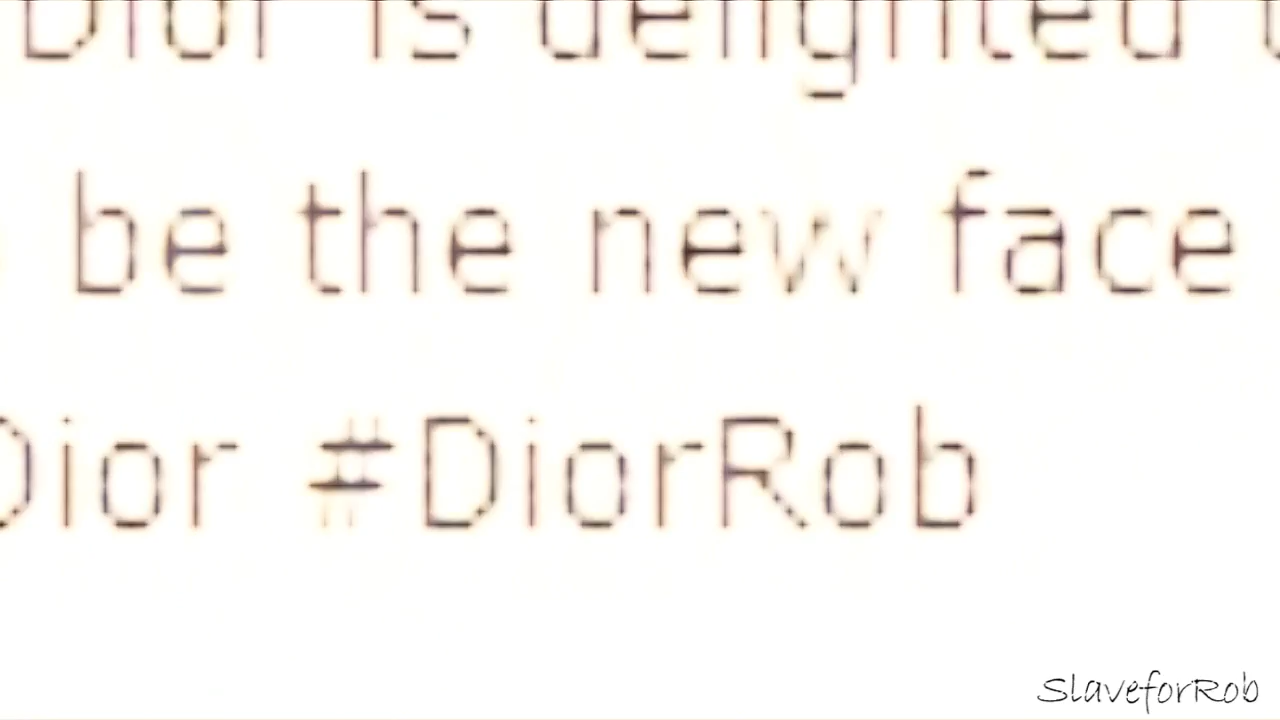 Dior is delighted
be the new face
Dior #DiorRob
SlaveforRob